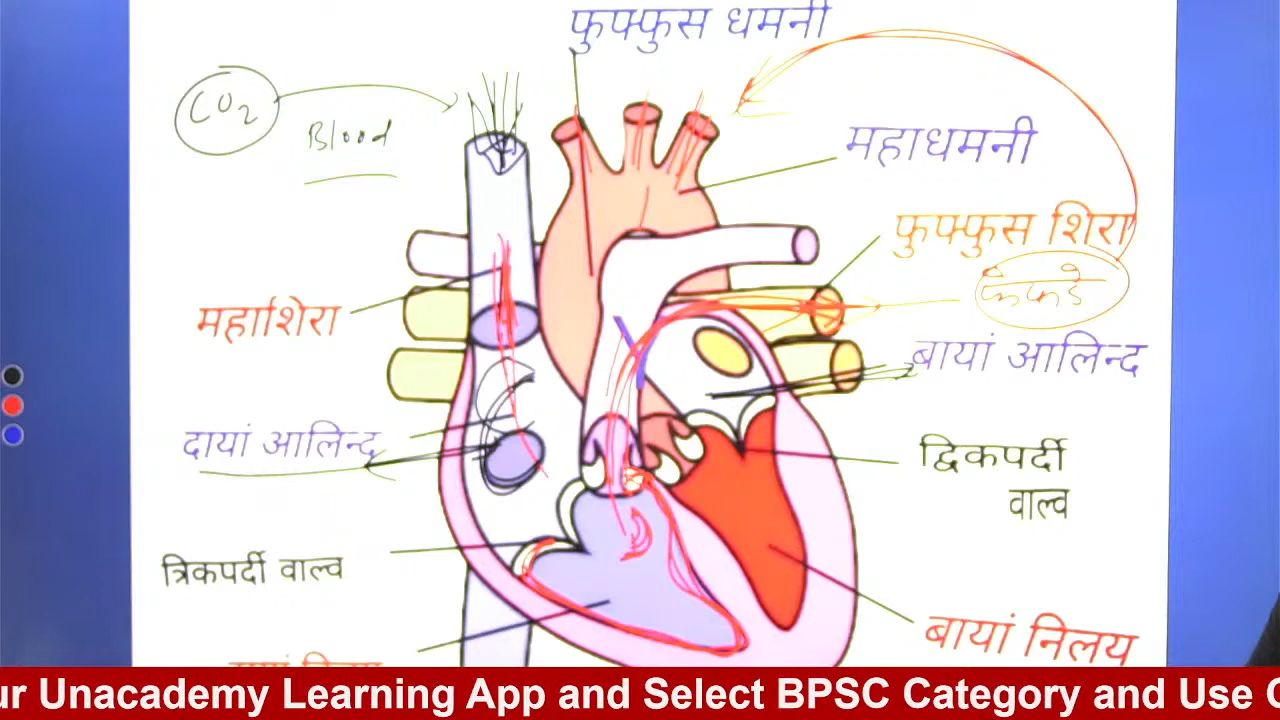 फुफ्फुस धमनी
CO2
Blood
महाधमनी
फुफ्फुस शिरा
फेफडे
महाशिरा
बायां आलिन्द
दायां आलिन्द
द्विकपर्दी
वाल्व
त्रिकपर्दी वाल्व
बायां निलय
ur Unacademy Learning App and Select BPSC Category and Use